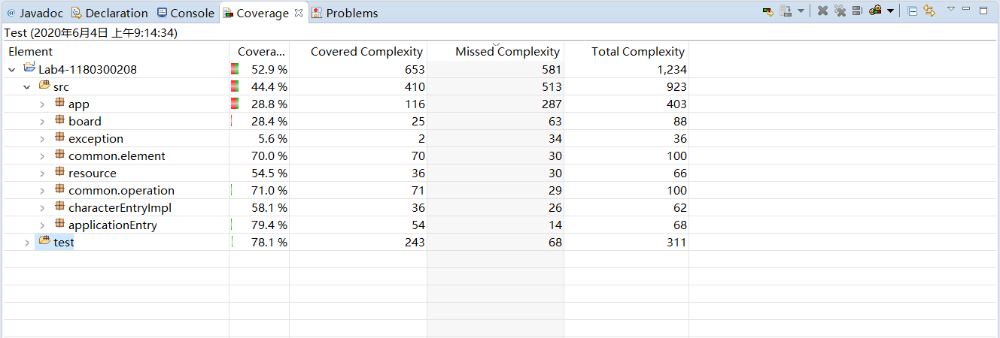 @ Javadoc Declaration Console Coverage Problems
Test (2020年6月4日 上午9:14:34)
Element Covera... Covered Complexity Missed Complexity Total Complexity
Lab4-1180300208 52.9 % 653 581 1,234
src 44.4 % 410 513 923
app 28.8 % 116 287 403
board 28.4 % 25 63 88
exception 5.6 % 2 34 36
common.element 70.0 % 70 30 100
resource 54.5 % 36 30 66
common.operation 71.0 % 71 29 100
characterEntryImpl 58.1 % 36 26 62
applicationEntry 79.4 % 54 14 68
test 78.1 % 243 68 311